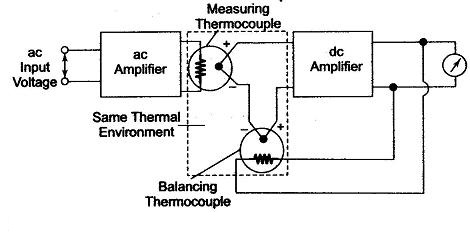 Measuring
Thermocouple
ac
Input
Voltage
ac
Amplifier
+
−
dc
Amplifier
Same Thermal
Environment
−
+
Balancing
Thermocouple